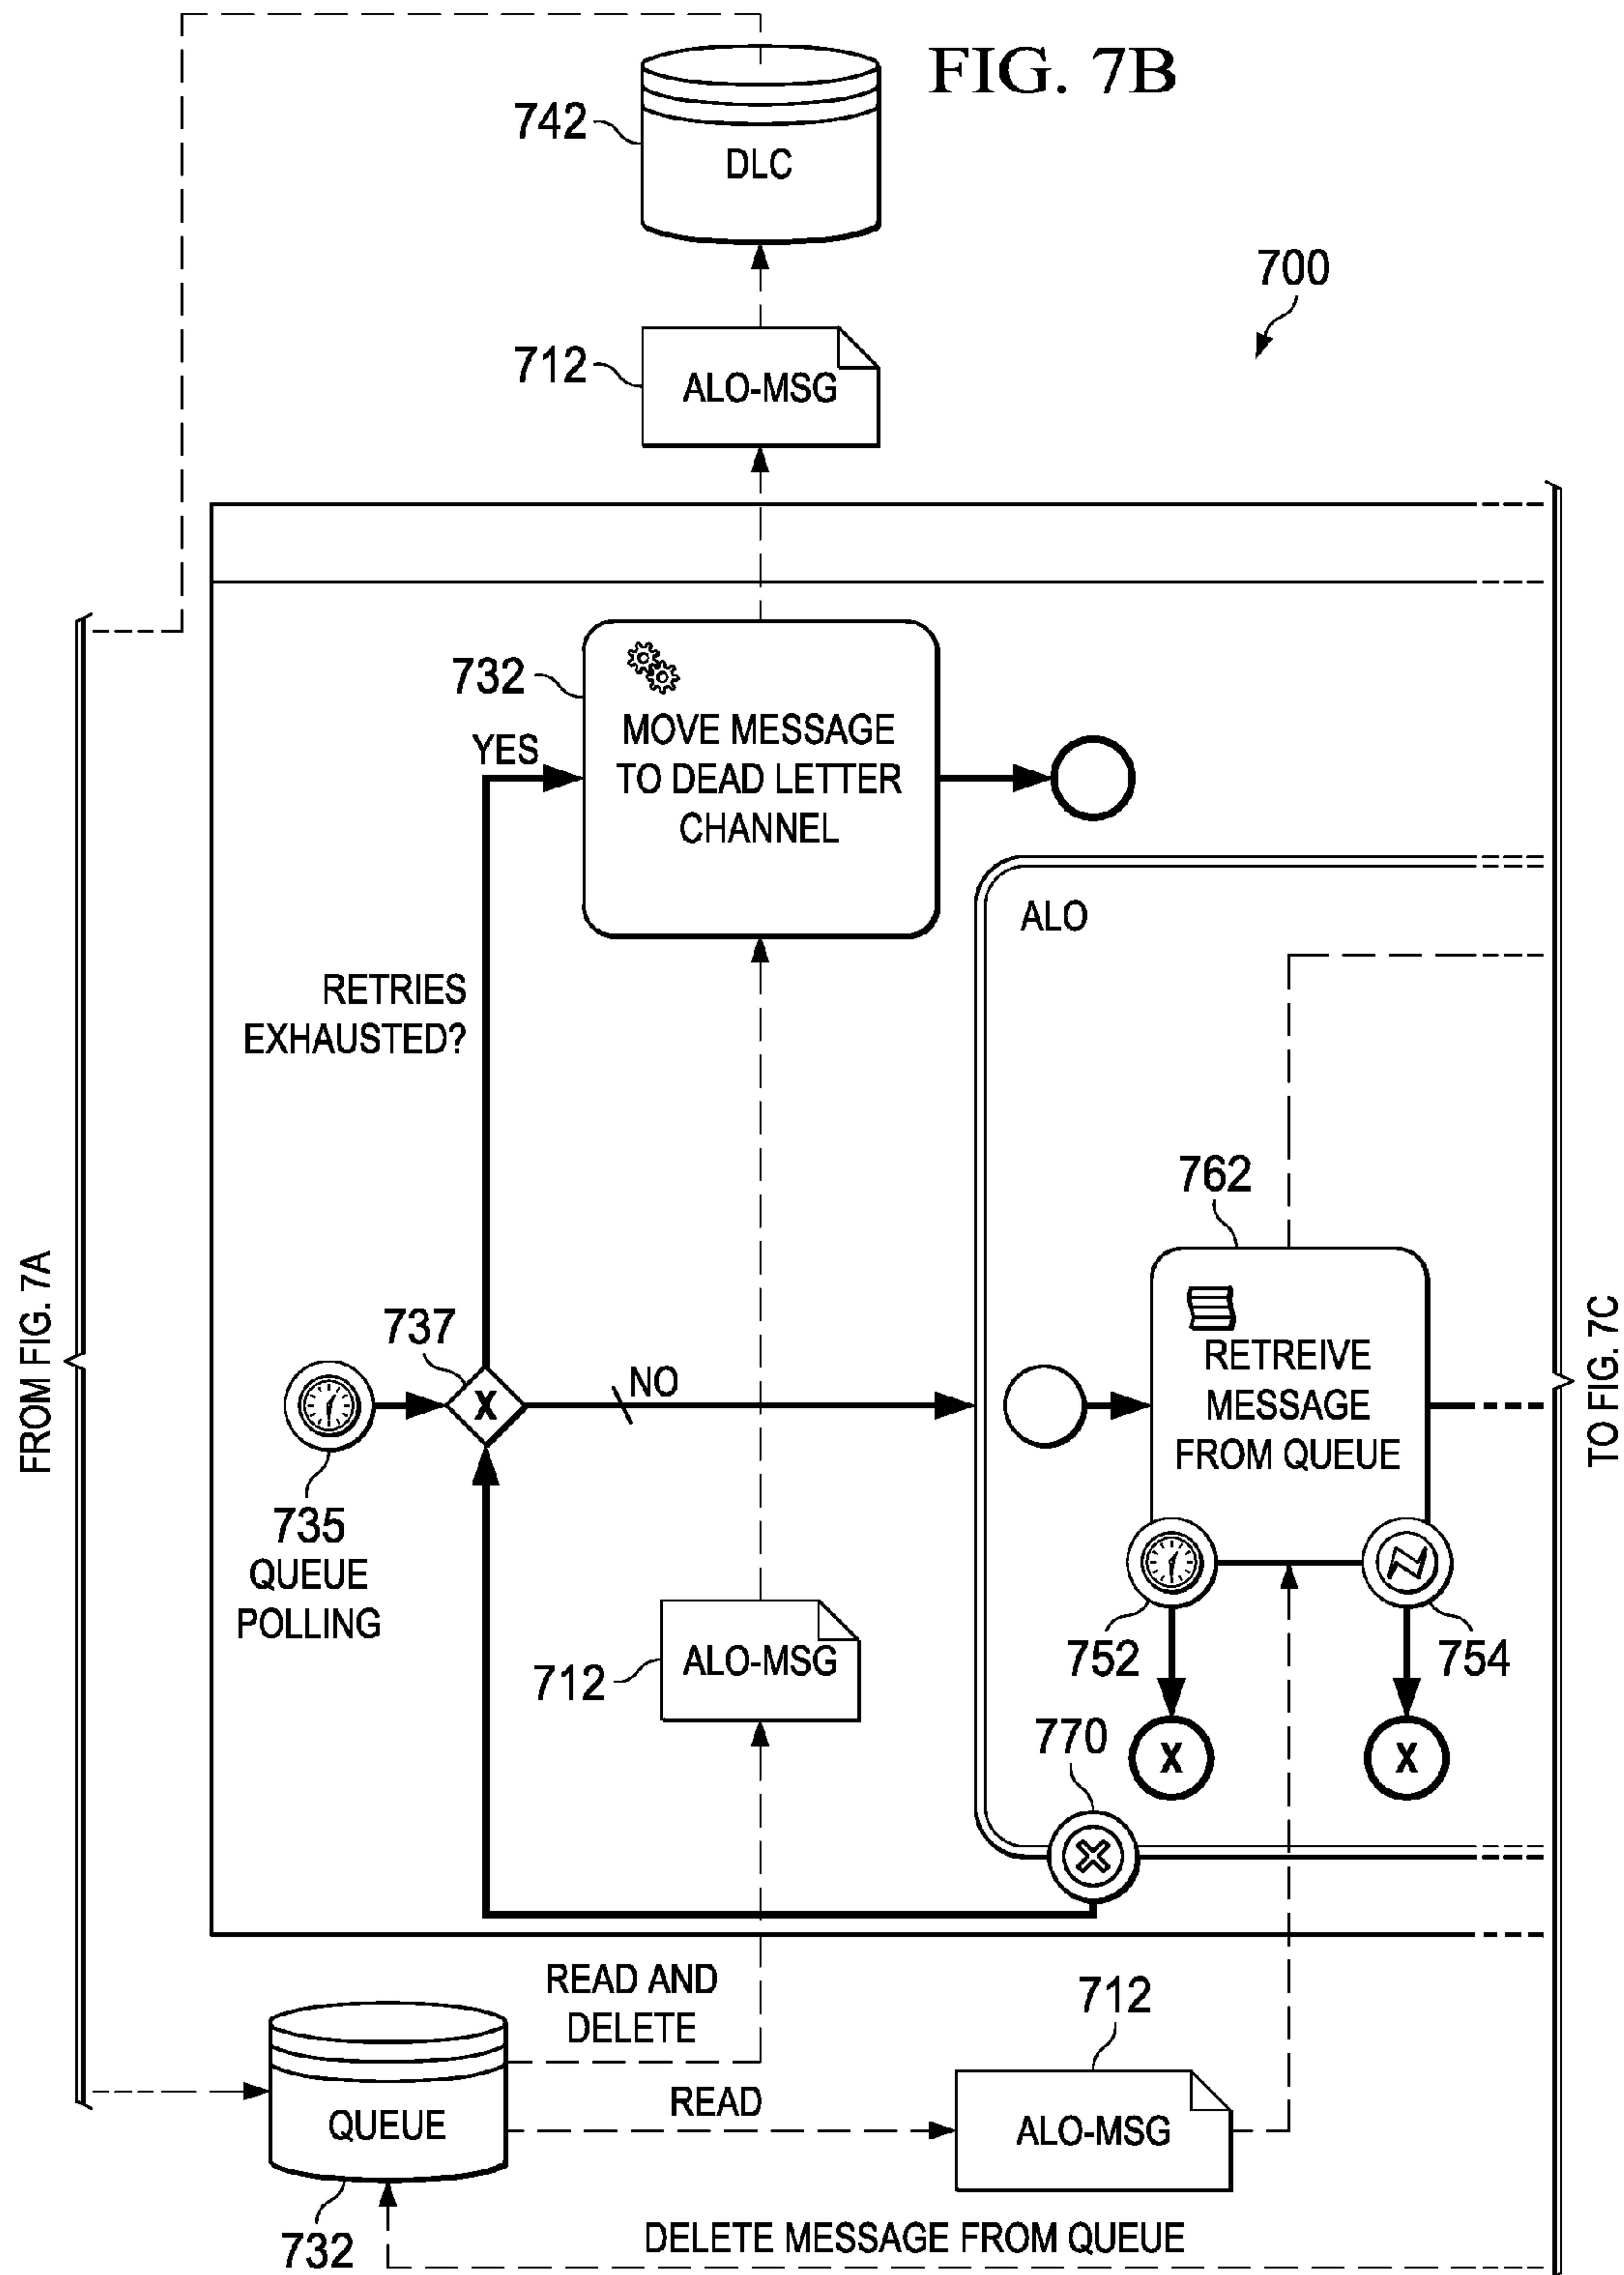 FIG. 7B
742
DLC
700
712
ALO-MSG
732
MOVE MESSAGE
TO DEAD LETTER
CHANNEL
YES
ALO
RETRIES
EXHAUSTED?
762
FROM FIG. 7A
TO FIG. 7C
737
X
NO
RETREIVE
MESSAGE
FROM QUEUE
735
QUEUE
POLLING
712
ALO-MSG
752
754
770
X
X
READ AND
DELETE
712
READ
QUEUE
ALO-MSG
732
DELETE MESSAGE FROM QUEUE